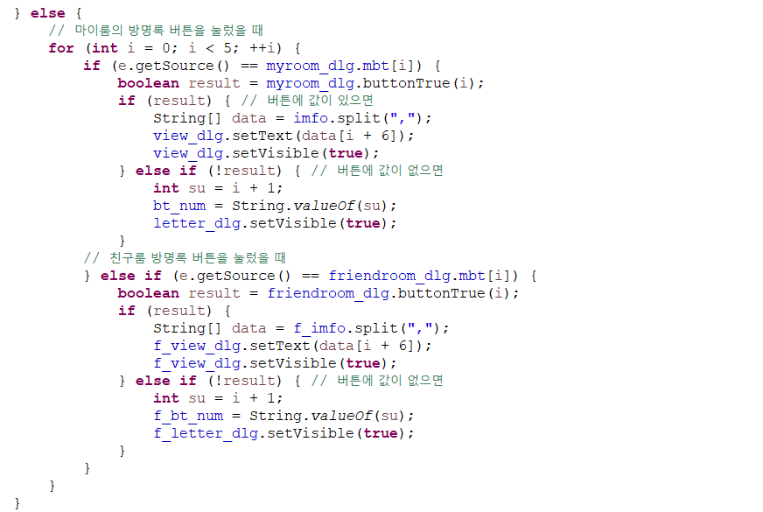 } else {
// 마이룸의 방명록 버튼을 눌렀을 때
for (int i = 0; i < 5; ++i) {
if (e.getSource() == myroom_dlg.mbt[i]) {
boolean result = myroom_dlg.buttonTrue(i);
if (result) { // 버튼에 값이 있으면
String[] data = imfo.split(",");
view_dlg.setText(data[i + 6]);
view_dlg.setVisible(true);
} else if (!result) { // 버튼에 값이 없으면
int su = i + 1;
bt_num = String.valueOf(su);
letter_dlg.setVisible(true);
}
// 친구룸 방명록 버튼을 눌렀을 때
} else if (e.getSource() == friendroom_dlg.mbt[i]) {
boolean result = friendroom_dlg.buttonTrue(i);
if (result) {
String[] data = f_imfo.split(",");
f_view_dlg.setText(data[i + 6]);
f_view_dlg.setVisible(true);
} else if (!result) { // 버튼에 값이 없으면
int su = i + 1;
f_bt_num = String.valueOf(su);
f_letter_dlg.setVisible(true);
}
}
}
}